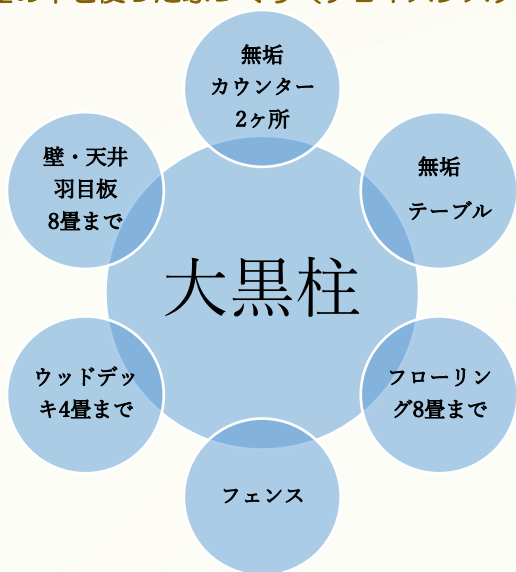 無垢
カウンター
2ヶ所
壁・天井
羽目板
8畳まで
無垢
テーブル
大黒柱
ウッドデッ
キ4畳まで
フローリン
グ8畳まで
フェンス